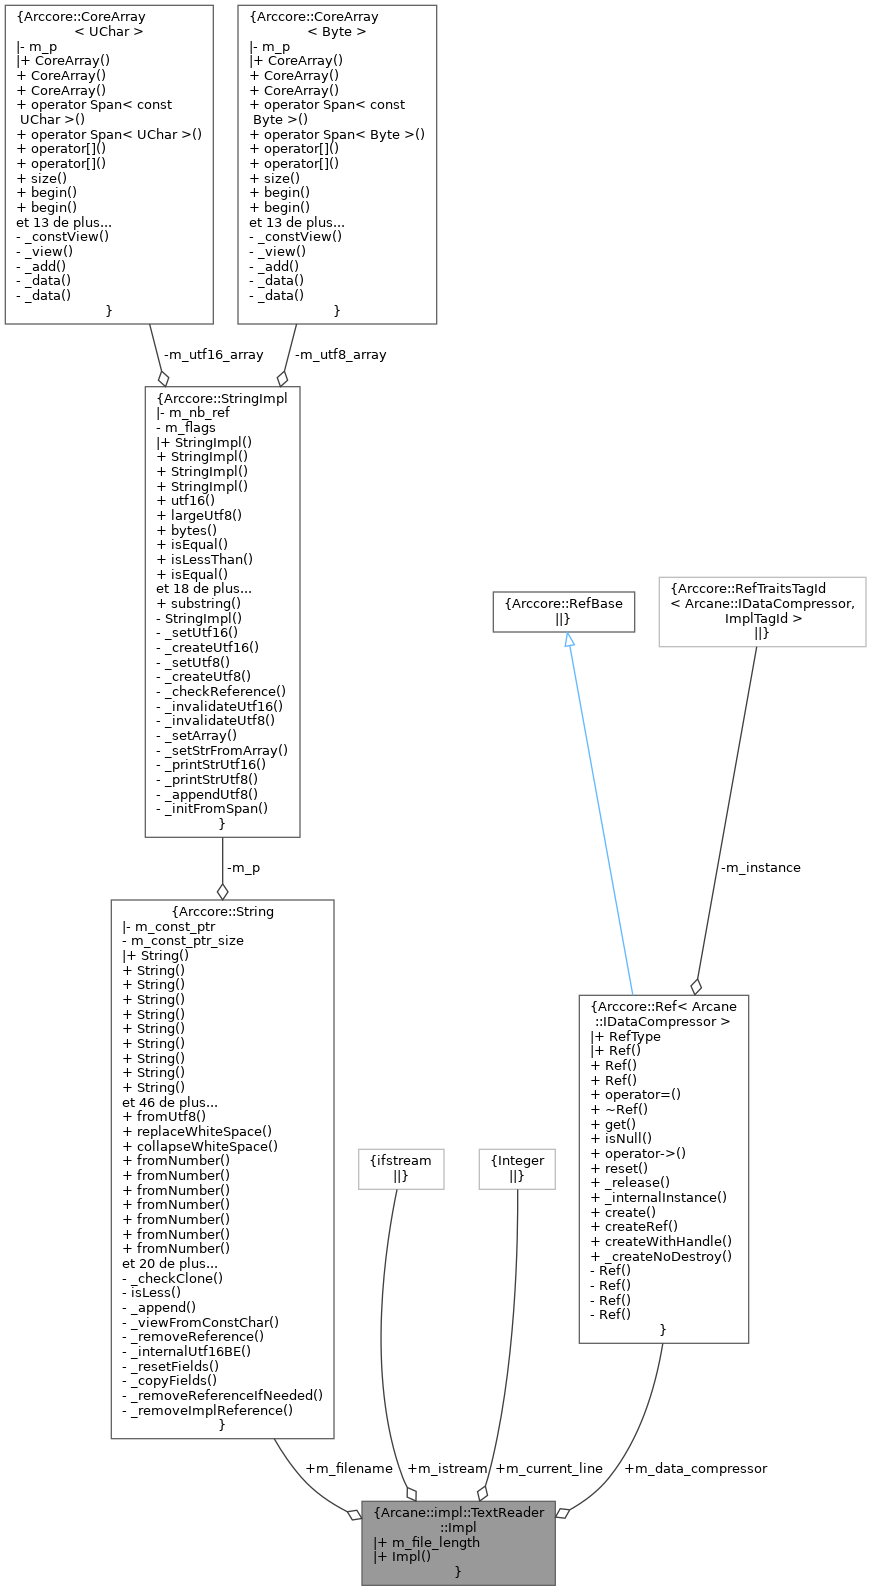 {Arccore::CoreArray
< UChar >
|- m_p
|+ CoreArray()
+ CoreArray()
+ CoreArray()
+ operator Span< const
UChar >()
+ operator Span< UChar >()
+ operator[]()
+ operator[]()
+ size()
+ begin()
+ begin()
et 13 de plus...
- _constView()
- _view()
- _add()
- _data()
- _data()
}
{Arccore::CoreArray
< Byte >
|- m_p
|+ CoreArray()
+ CoreArray()
+ CoreArray()
+ operator Span< const
Byte >()
+ operator Span< Byte >()
+ operator[]()
+ operator[]()
+ size()
+ begin()
+ begin()
et 13 de plus...
- _constView()
- _view()
- _add()
- _data()
- _data()
}
-m_utf16_array
-m_utf8_array
{Arccore::StringImpl
|- m_nb_ref
- m_flags
|+ StringImpl()
+ StringImpl()
+ StringImpl()
+ StringImpl()
+ utf16()
+ largeUtf8()
+ bytes()
+ isEqual()
+ isLessThan()
+ isEqual()
et 18 de plus...
+ substring()
- StringImpl()
- _setUtf16()
- _createUtf16()
- _setUtf8()
- _createUtf8()
- _checkReference()
- _invalidateUtf16()
- _invalidateUtf8()
- _setArray()
- _setStrFromArray()
- _printStrUtf16()
- _printStrUtf8()
- _appendUtf8()
- _initFromSpan()
}
{Arccore::RefBase
||}
{Arccore::RefTraitsTagId
< Arcane::IDataCompressor,
ImplTagId >
||}
-m_p
-m_instance
{Arccore::String
|- m_const_ptr
- m_const_ptr_size
|+ String()
+ String()
+ String()
+ String()
+ String()
+ String()
+ String()
+ String()
+ String()
+ String()
et 46 de plus...
+ fromUtf8()
+ replaceWhiteSpace()
+ collapseWhiteSpace()
+ fromNumber()
+ fromNumber()
+ fromNumber()
+ fromNumber()
+ fromNumber()
+ fromNumber()
+ fromNumber()
et 20 de plus...
- _checkClone()
- isLess()
- _append()
- _viewFromConstChar()
- _removeReference()
- _internalUtf16BE()
- _resetFields()
- _copyFields()
- _removeReferenceIfNeeded()
- _removeImplReference()
}
{ifstream
||}
{Integer
||}
{Arccore::Ref< Arcane
::IDataCompressor >
|+ RefType
|+ Ref()
+ Ref()
+ Ref()
+ operator=()
+ ~Ref()
+ get()
+ isNull()
+ operator->()
+ reset()
+ _release()
+ _internalInstance()
+ create()
+ createRef()
+ createWithHandle()
+ _createNoDestroy()
- Ref()
- Ref()
- Ref()
- Ref()
}
+m_filename
+m_istream
+m_current_line
+m_data_compressor
{Arcane::impl::TextReader
::Impl
|+ m_file_length
|+ Impl()
}